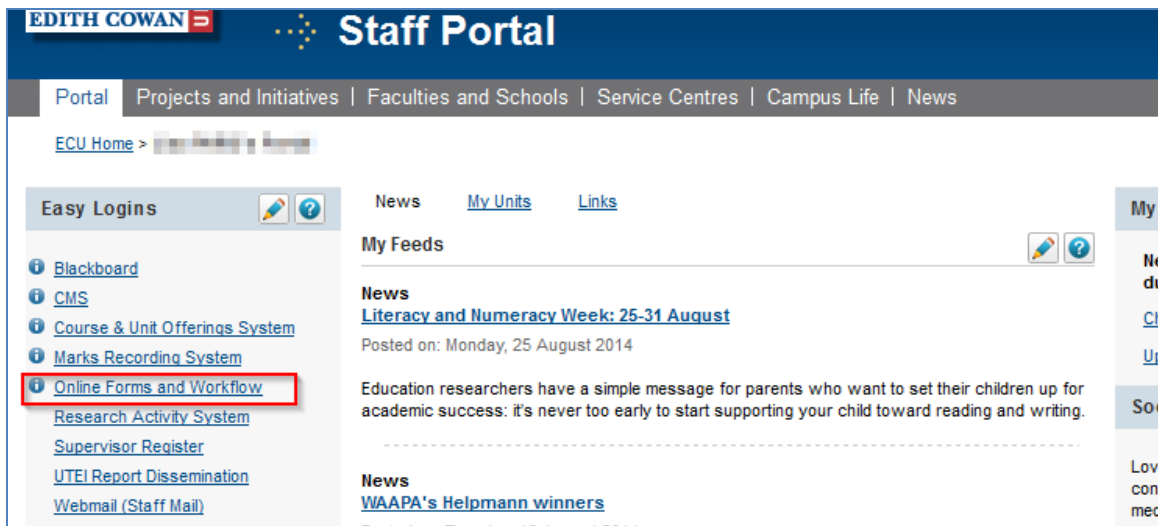 EDITH COWAN
Staff Portal
Portal Projects and Initiatives | Faculties and Schools | Service Centres | Campus Life | News
ECU Home >
Easy Logins
Blackboard
CMS
Course & Unit Offerings System
Marks Recording System
Online Forms and Workflow
Research Activity System
Supervisor Register
UTEI Report Dissemination
Webmail (Staff Mail)
News My Units Links
My Feeds
News
Literacy and Numeracy Week: 25-31 August
Posted on: Monday, 25 August 2014
Education researchers have a simple message for parents who want to set their children up for
academic success: it's never too early to start supporting your child toward reading and writing.
News
WAAPA's Helpmann winners
My